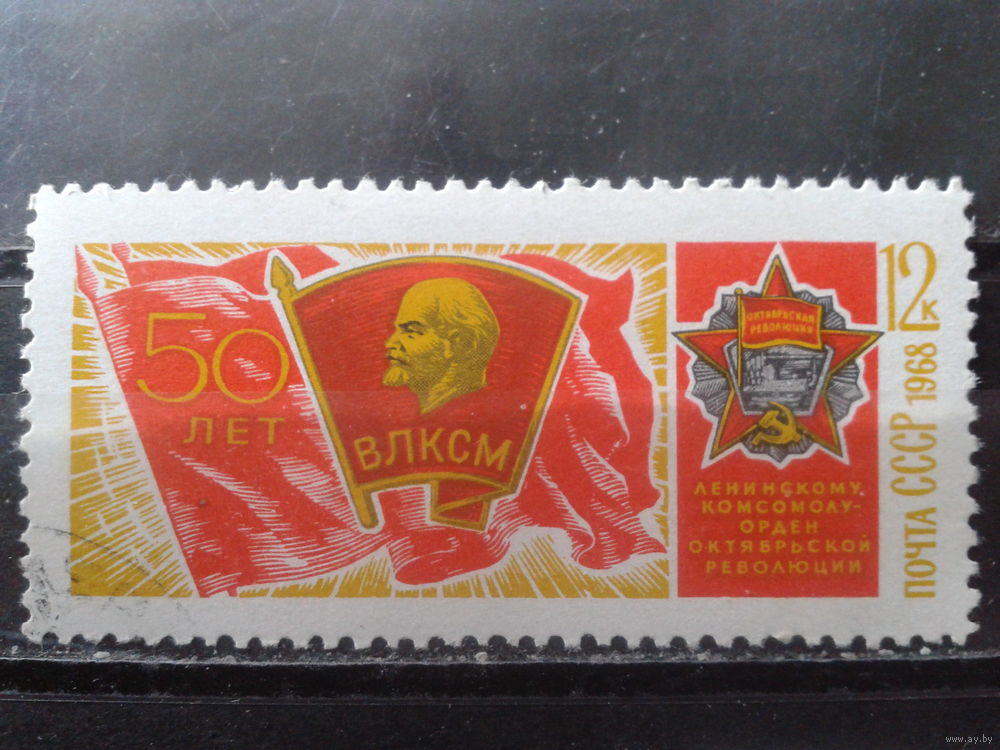 50
ЛЕТ
ВЛКСМ
ОКТЯБРЬСКАЯ
РЕВОЛЮЦИЯ
ЛЕНИНСКОМУ
КОМСОМОЛУ-
ОРДЕН
ОКТЯБРЬСКОЙ
РЕВОЛЮЦИИ
12к
ПОЧТА СССР 1968
www.ay.by